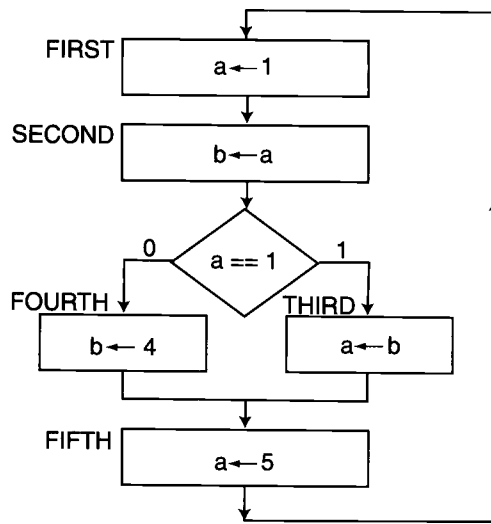 FIRST
a ← 1
SECOND
b ← a
0
a == 1
1
FOURTH
THIRD
b ← 4
a ← b
FIFTH
a ← 5